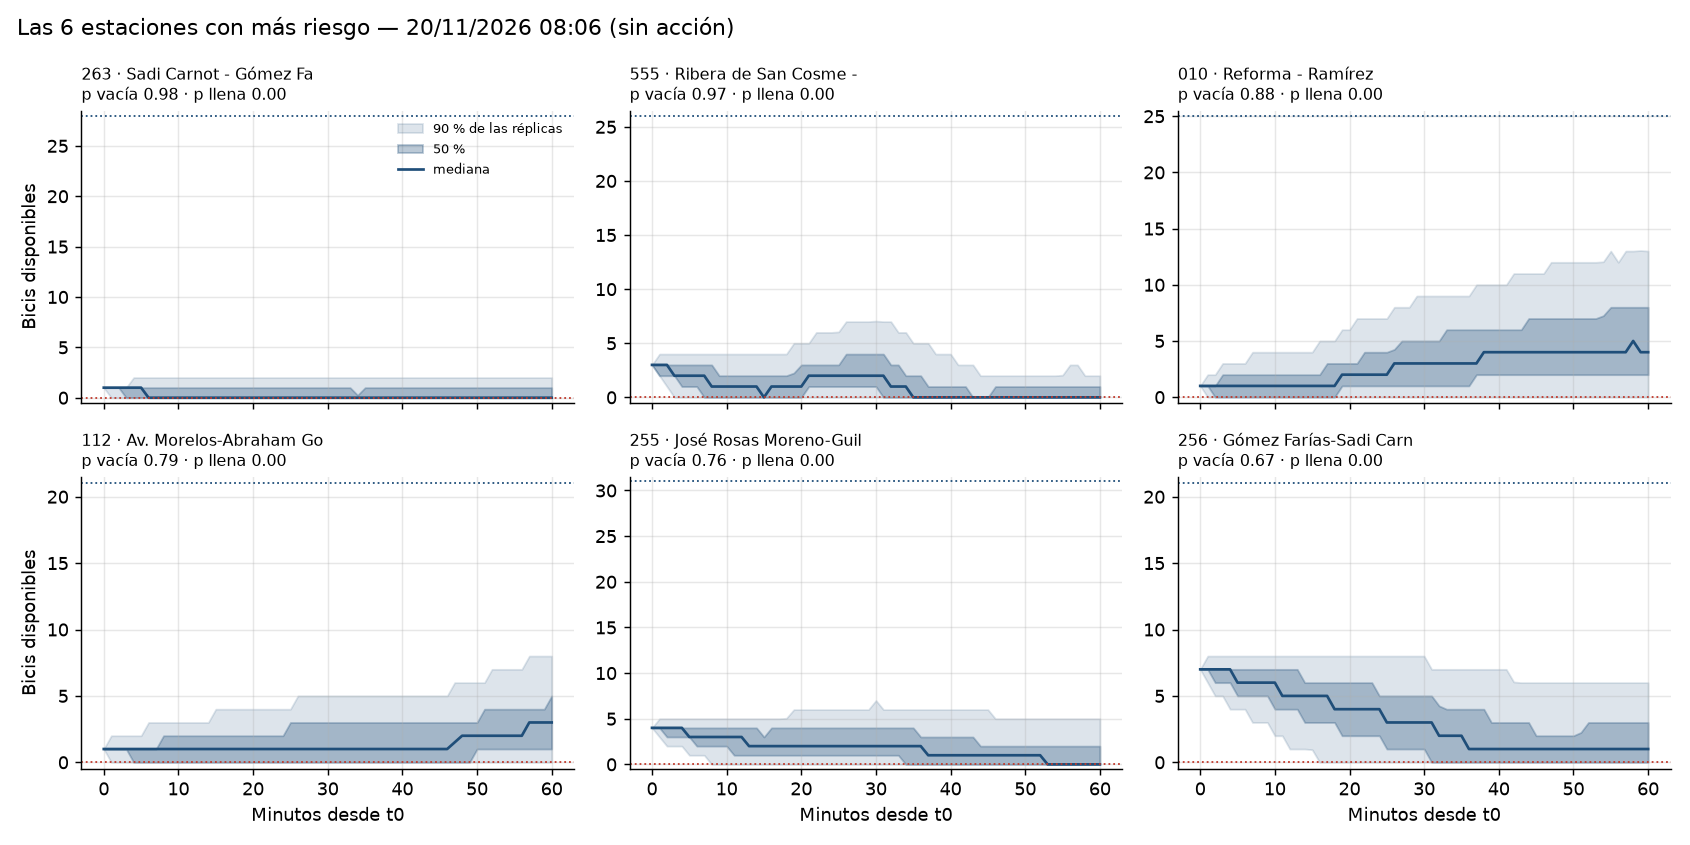 Las 6 estaciones con más riesgo — 20/11/2026 08:06 (sin acción)
263 · Sadi Carnot - Gómez Fa
p vacía 0.98 · p llena 0.00
90 % de las réplicas
50 %
mediana
Bicis disponibles
25
20
15
10
5
0
555 · Ribera de San Cosme -
p vacía 0.97 · p llena 0.00
25
20
15
10
5
0
010 · Reforma - Ramírez
p vacía 0.88 · p llena 0.00
25
20
15
10
5
0
112 · Av. Morelos-Abraham Go
p vacía 0.79 · p llena 0.00
Bicis disponibles
20
15
10
5
0
0 10 20 30 40 50 60
Minutos desde t0
255 · José Rosas Moreno-Guil
p vacía 0.76 · p llena 0.00
30
25
20
15
10
5
0
0 10 20 30 40 50 60
Minutos desde t0
256 · Gómez Farías-Sadi Carn
p vacía 0.67 · p llena 0.00
20
15
10
5
0
0 10 20 30 40 50 60
Minutos desde t0